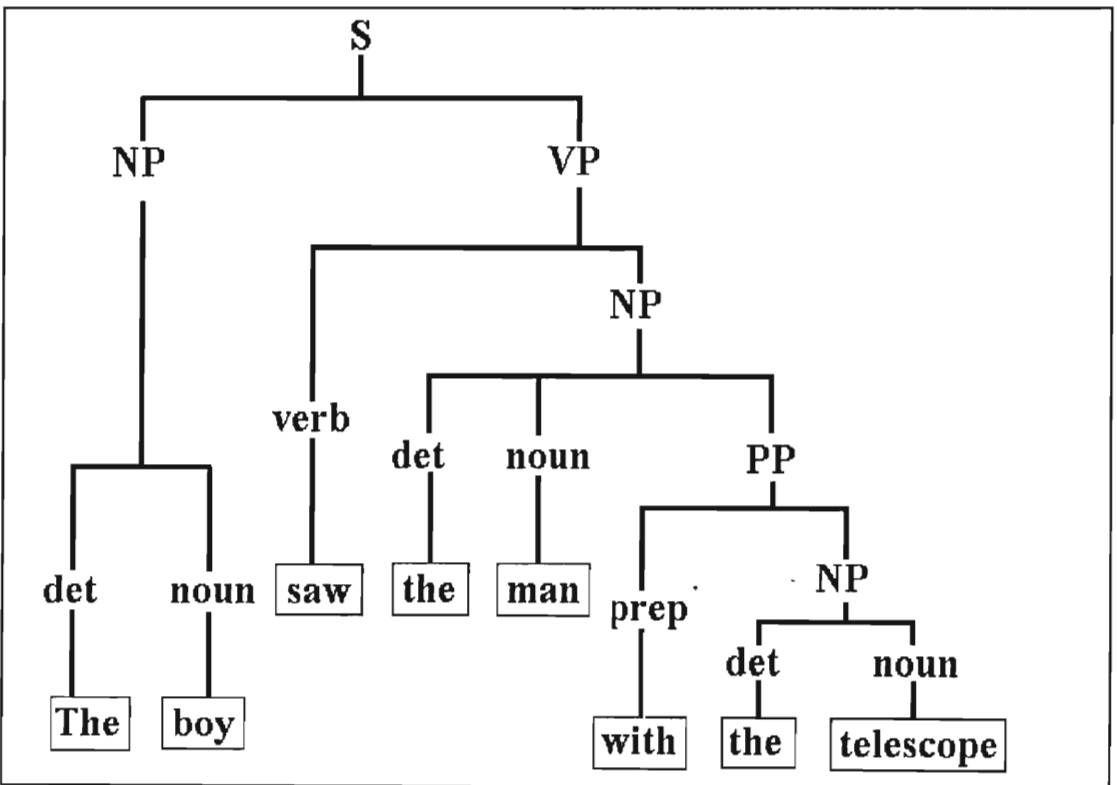 S
NP VP
NP
verb
det noun PP
det noun saw the man prep NP
det noun
The boy with the telescope